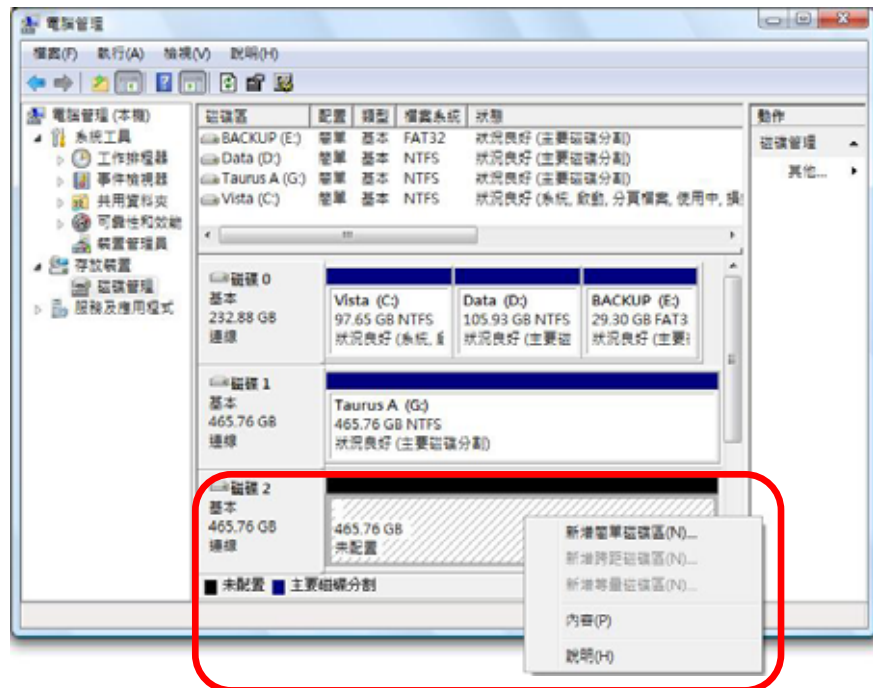 電腦管理
檔案(F) 執行(A) 檢視(V) 說明(H)
電腦管理 (本機)
系統工具
工作排程器
事件檢視器
共用資料夾
可靠性和效能
裝置管理員
存放裝置
磁碟管理
服務及應用程式
磁碟區 配置 類型 檔案系統 狀態
BACKUP (E:) 簡單 基本 FAT32 狀況良好 (主要磁碟分割)
Data (D:) 簡單 基本 NTFS 狀況良好 (主要磁碟分割)
Taurus A (G:) 簡單 基本 NTFS 狀況良好 (主要磁碟分割)
Vista (C:) 簡單 基本 NTFS 狀況良好 (系統, 啟動, 分頁檔案, 使用中, 損
動作
磁碟管理
其他...
磁碟 0
基本
232.88 GB
連線
Vista (C:)
97.65 GB NTFS
狀況良好 (系統,
Data (D:)
105.93 GB NTFS
狀況良好 (主要磁
BACKUP (E:)
29.30 GB FAT3
狀況良好 (主要
磁碟 1
基本
465.76 GB
連線
Taurus A (G:)
465.76 GB NTFS
狀況良好 (主要磁碟分割)
磁碟 2
基本
465.76 GB
連線
465.76 GB
未配置
未配置 主要磁碟分割
新增簡單磁碟區(N)...
新增跨距磁碟區(N)...
新增等量磁碟區(N)...
內容(P)
說明(H)